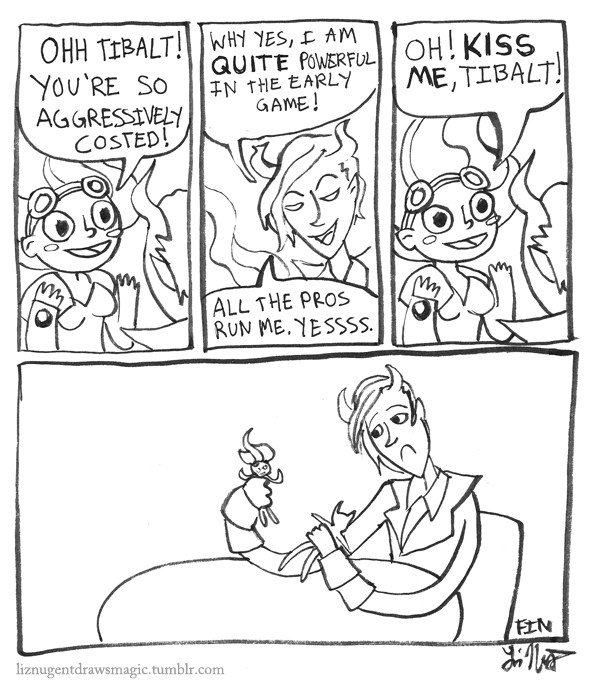 OHH TIBALT!
YOU'RE SO
AGGRESSIVELY
COSTED!
WHY YES, I AM
QUITE POWERFUL
IN THE EARLY
GAME!
ALL THE PROS
RUN ME. YESSSS.
OH! KISS
ME, TIBALT!
FIN
liznugentdrawsmagic.tumblr.com